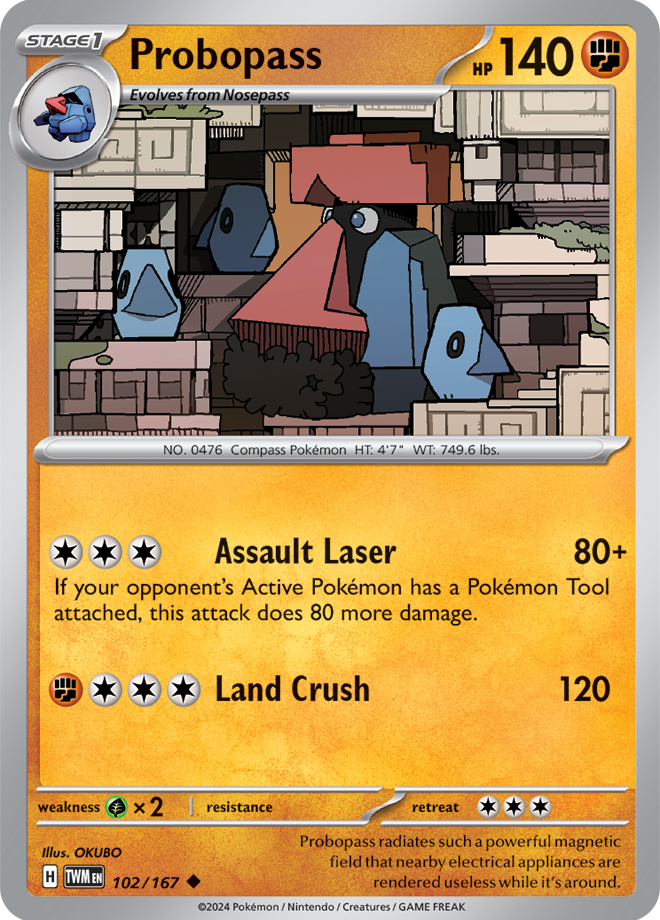 STAGE 1
Probopass
HP 140
Evolves from Nosepass
NO. 0476 Compass Pokémon HT: 4'7" WT: 749.6 lbs.
Assault Laser 80+
If your opponent's Active Pokémon has a Pokémon Tool
attached, this attack does 80 more damage.
Land Crush 120
weakness ×2 resistance retreat
Illus. OKUBO
H TWM EN 102/167
Probopass radiates such a powerful magnetic
field that nearby electrical appliances are
rendered useless while it's around.
©2024 Pokémon / Nintendo / Creatures / GAME FREAK